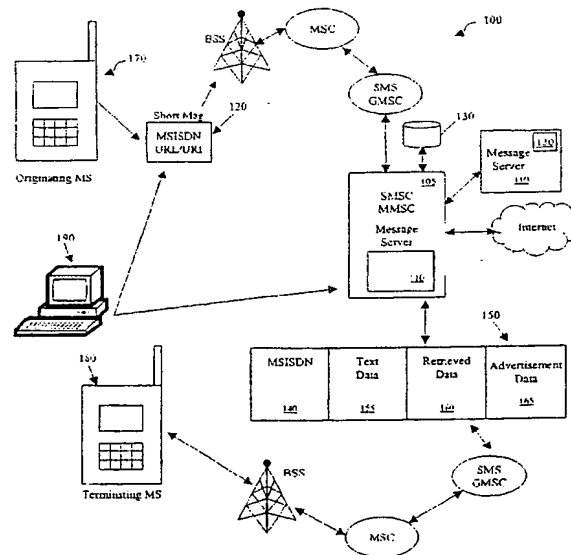 100
MSC
BSS
170
SMS
GMSC
Short Msg
120
MSISDN
URL/URI
130
120
Message
Server
Originating MS
105
SMSC
MMSC
Message
Server
110
Internet
190
150
MSISDN
140
Text
Data
155
Retrieved
Data
160
Advertisement
Data
165
180
Terminating MS
BSS
MSC
SMS
GMSC